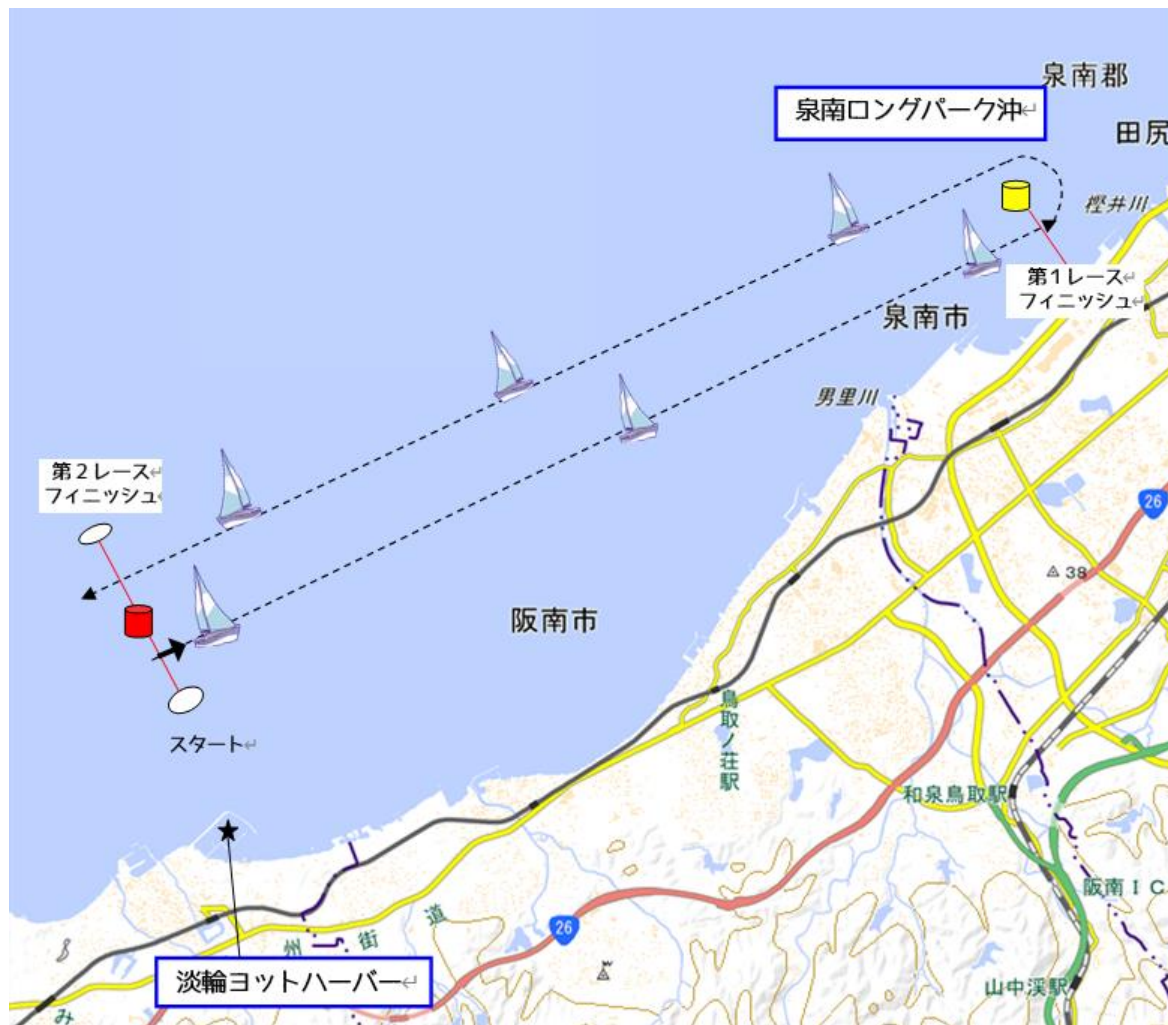 泉南郡
泉南ロングパーク沖↵
田尻
樫井川
第1レース↵
フィニッシュ↵
泉南市
男里川
第2レース↵
フィニッシュ↵
26
38
阪南市
スタート↵
鳥取ノ荘駅
和泉鳥取駅
阪南IC
州街道
26
淡輪ヨットハーバー↵
山中渓駅
み